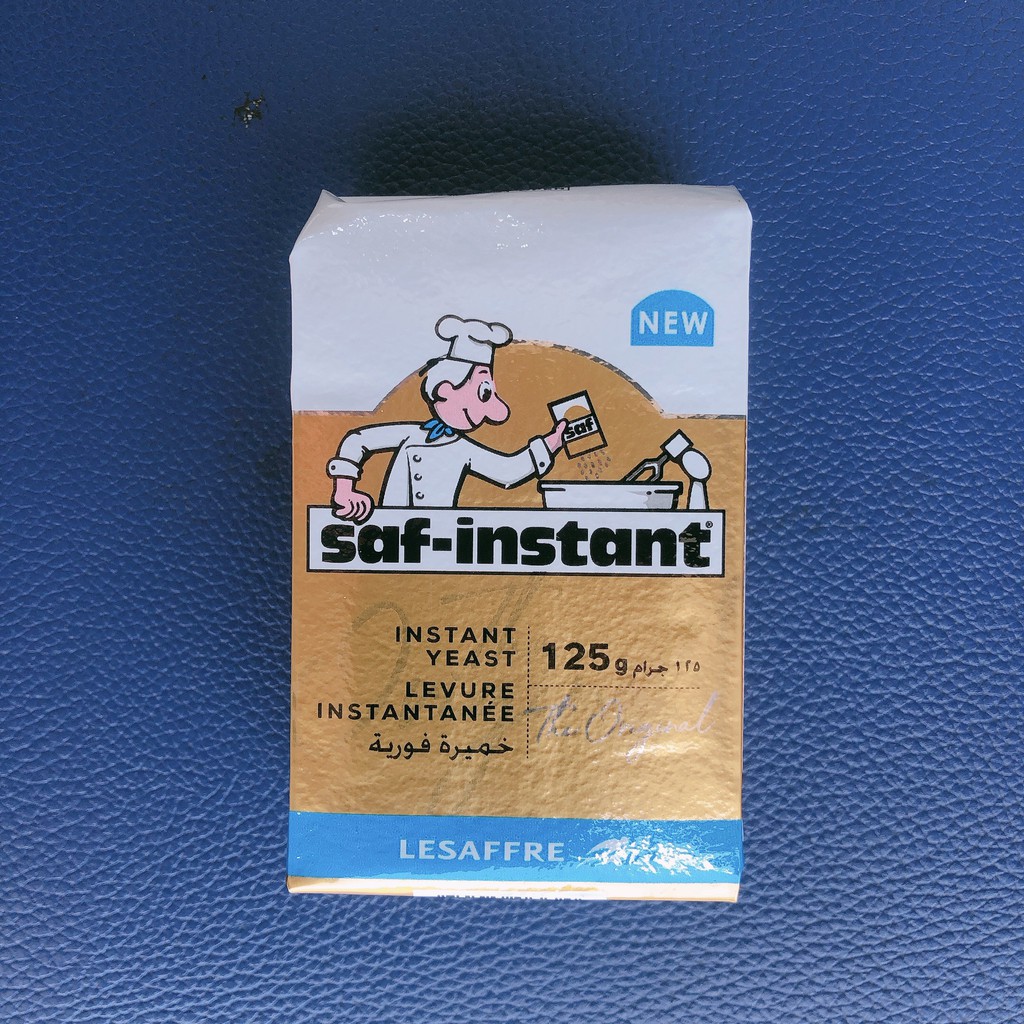 NEW
saf
saf-instant®
INSTANT
YEAST
LEVURE
INSTANTANÉE
خميرة فورية
125g ١٢٥ جرام
The Original
LESAFFRE